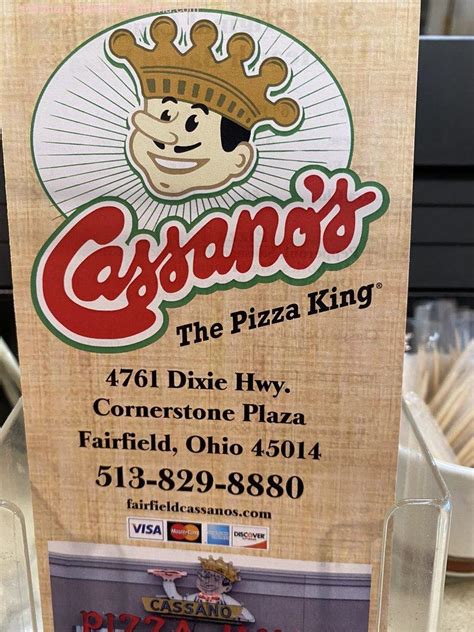 Cassano's
The Pizza King®
4761 Dixie Hwy.
Cornerstone Plaza
Fairfield, Ohio 45014
513-829-8880
fairfieldcassanos.com
VISA MasterCard DISCOVER
CASSANO
PIZZA